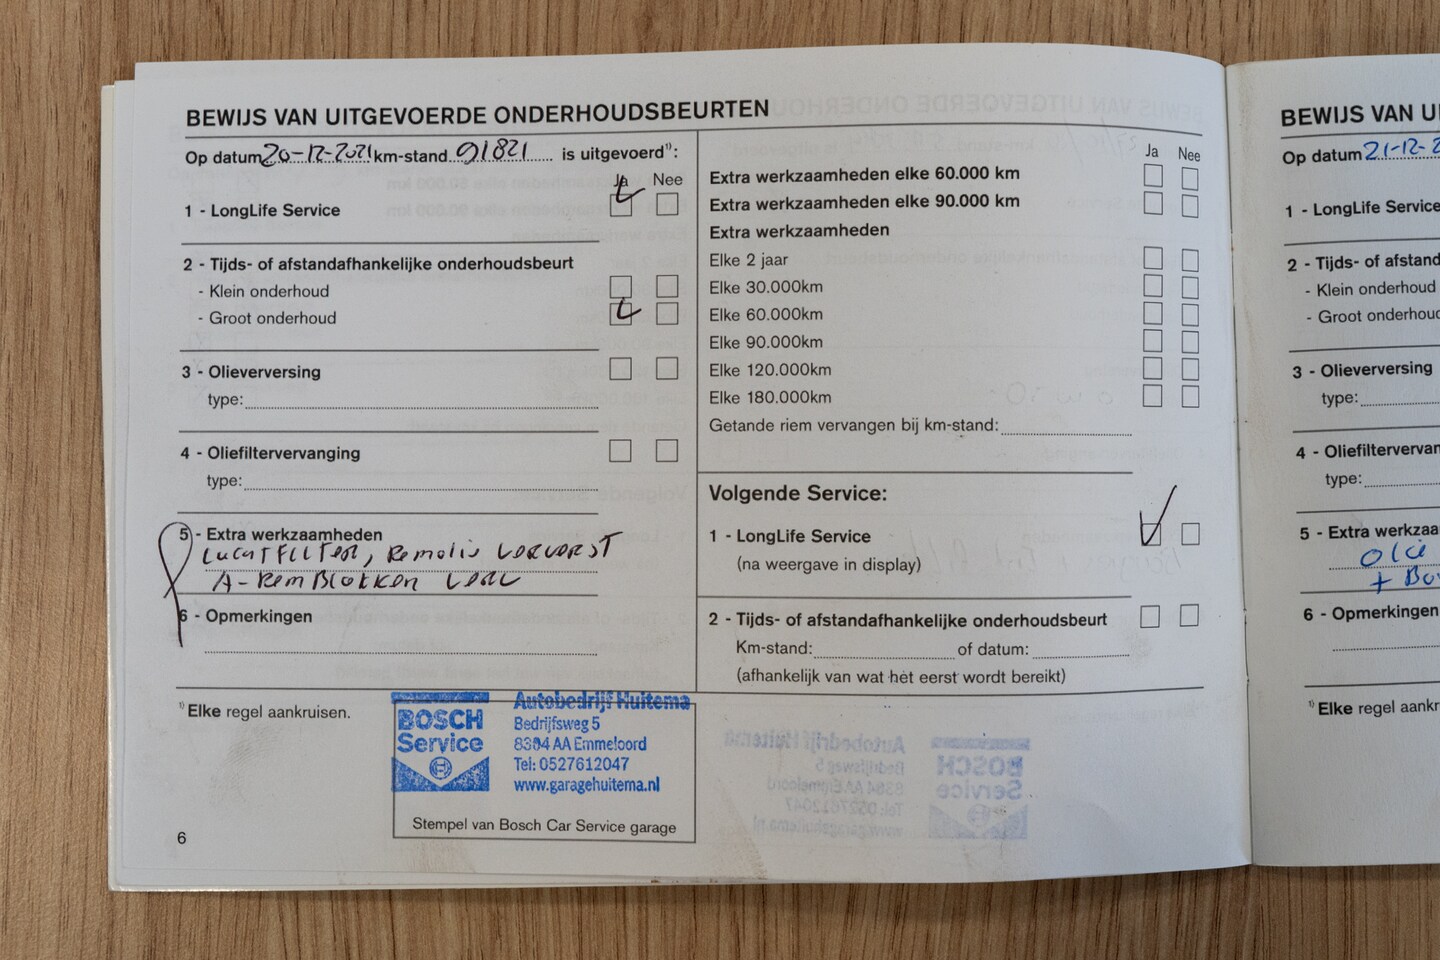 BEWIJS VAN UITGEVOERDE ONDERHOUDSBEURTEN
Op datum 20-12-2021 km-stand 91821 is uitgevoerd¹⁾:
Ja Nee
1 - LongLife Service
2 - Tijds- of afstandafhankelijke onderhoudsbeurt
- Klein onderhoud
- Groot onderhoud
3 - Olieverversing
type:
4 - Oliefiltervervanging
type:
5 - Extra werkzaamheden
LUCHTFILTER, Remolie VERVERST
A-REMBLOKKEN VERV
6 - Opmerkingen
¹⁾ Elke regel aankruisen.
BOSCH
Service
Autobedrijf Huitema
Bedrijfsweg 5
8304 AA Emmeloord
Tel: 0527612047
www.garagehuitema.nl
Stempel van Bosch Car Service garage
6
Ja Nee
Extra werkzaamheden elke 60.000 km
Extra werkzaamheden elke 90.000 km
Extra werkzaamheden
Elke 2 jaar
Elke 30.000km
Elke 60.000km
Elke 90.000km
Elke 120.000km
Elke 180.000km
Getande riem vervangen bij km-stand:
Volgende Service:
1 - LongLife Service
(na weergave in display)
2 - Tijds- of afstandafhankelijke onderhoudsbeurt
Km-stand: of datum:
(afhankelijk van wat het eerst wordt bereikt)
BEWIJS VAN UI
Op datum 21-12-2
1 - LongLife Service
2 - Tijds- of afstand
- Klein onderhoud
- Groot onderhoud
3 - Olieverversing
type:
4 - Oliefiltervervan
type:
5 - Extra werkzaa
Olie
+ Bo
6 - Opmerkingen
¹⁾ Elke regel aankr